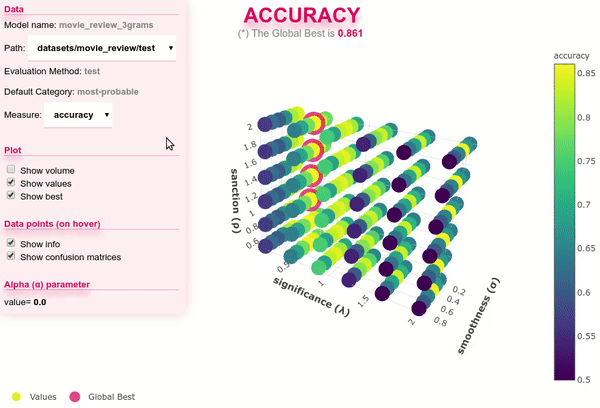 Data
Model name: movie_review_3grams
Path: datasets/movie_review/test
Evaluation Method: test
Default Category: most-probable
Measure: accuracy
Plot
Show volume
Show values
Show best
Data points (on hover)
Show info
Show confusion matrices
Alpha (α) parameter
value= 0.0
ACCURACY
(*) The Global Best is 0.861
2
1.8
1.6
1.4
1.2
1
0.8
0.6
sanction (ρ)
0.5
1
1.5
2
significance (λ)
0.2
0.4
0.6
0.8
smoothness (σ)
accuracy
0.85
0.8
0.75
0.7
0.65
0.6
0.55
0.5
Values
Global Best